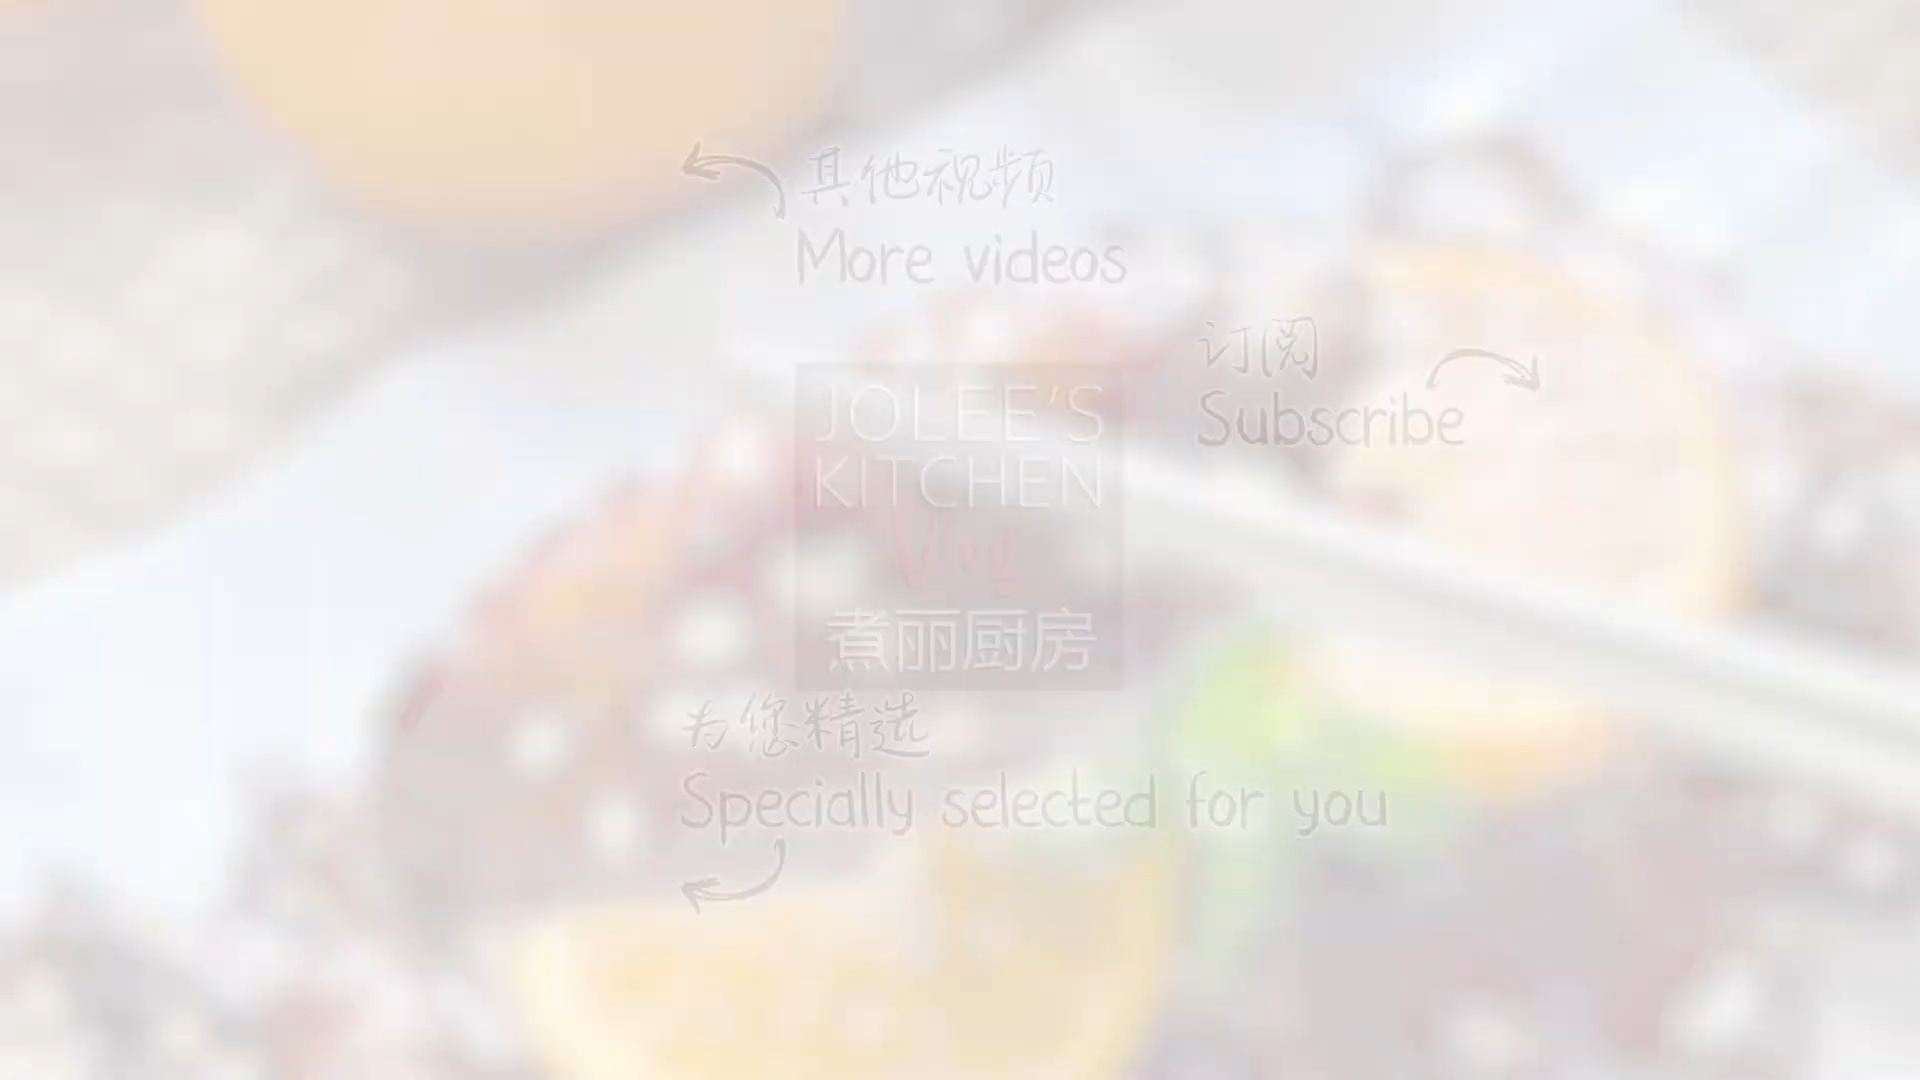 其他视频
More videos
订阅
Subscribe
JOLEE'S
KITCHEN
Vlog
煮丽厨房
为您精选
Specially selected for you